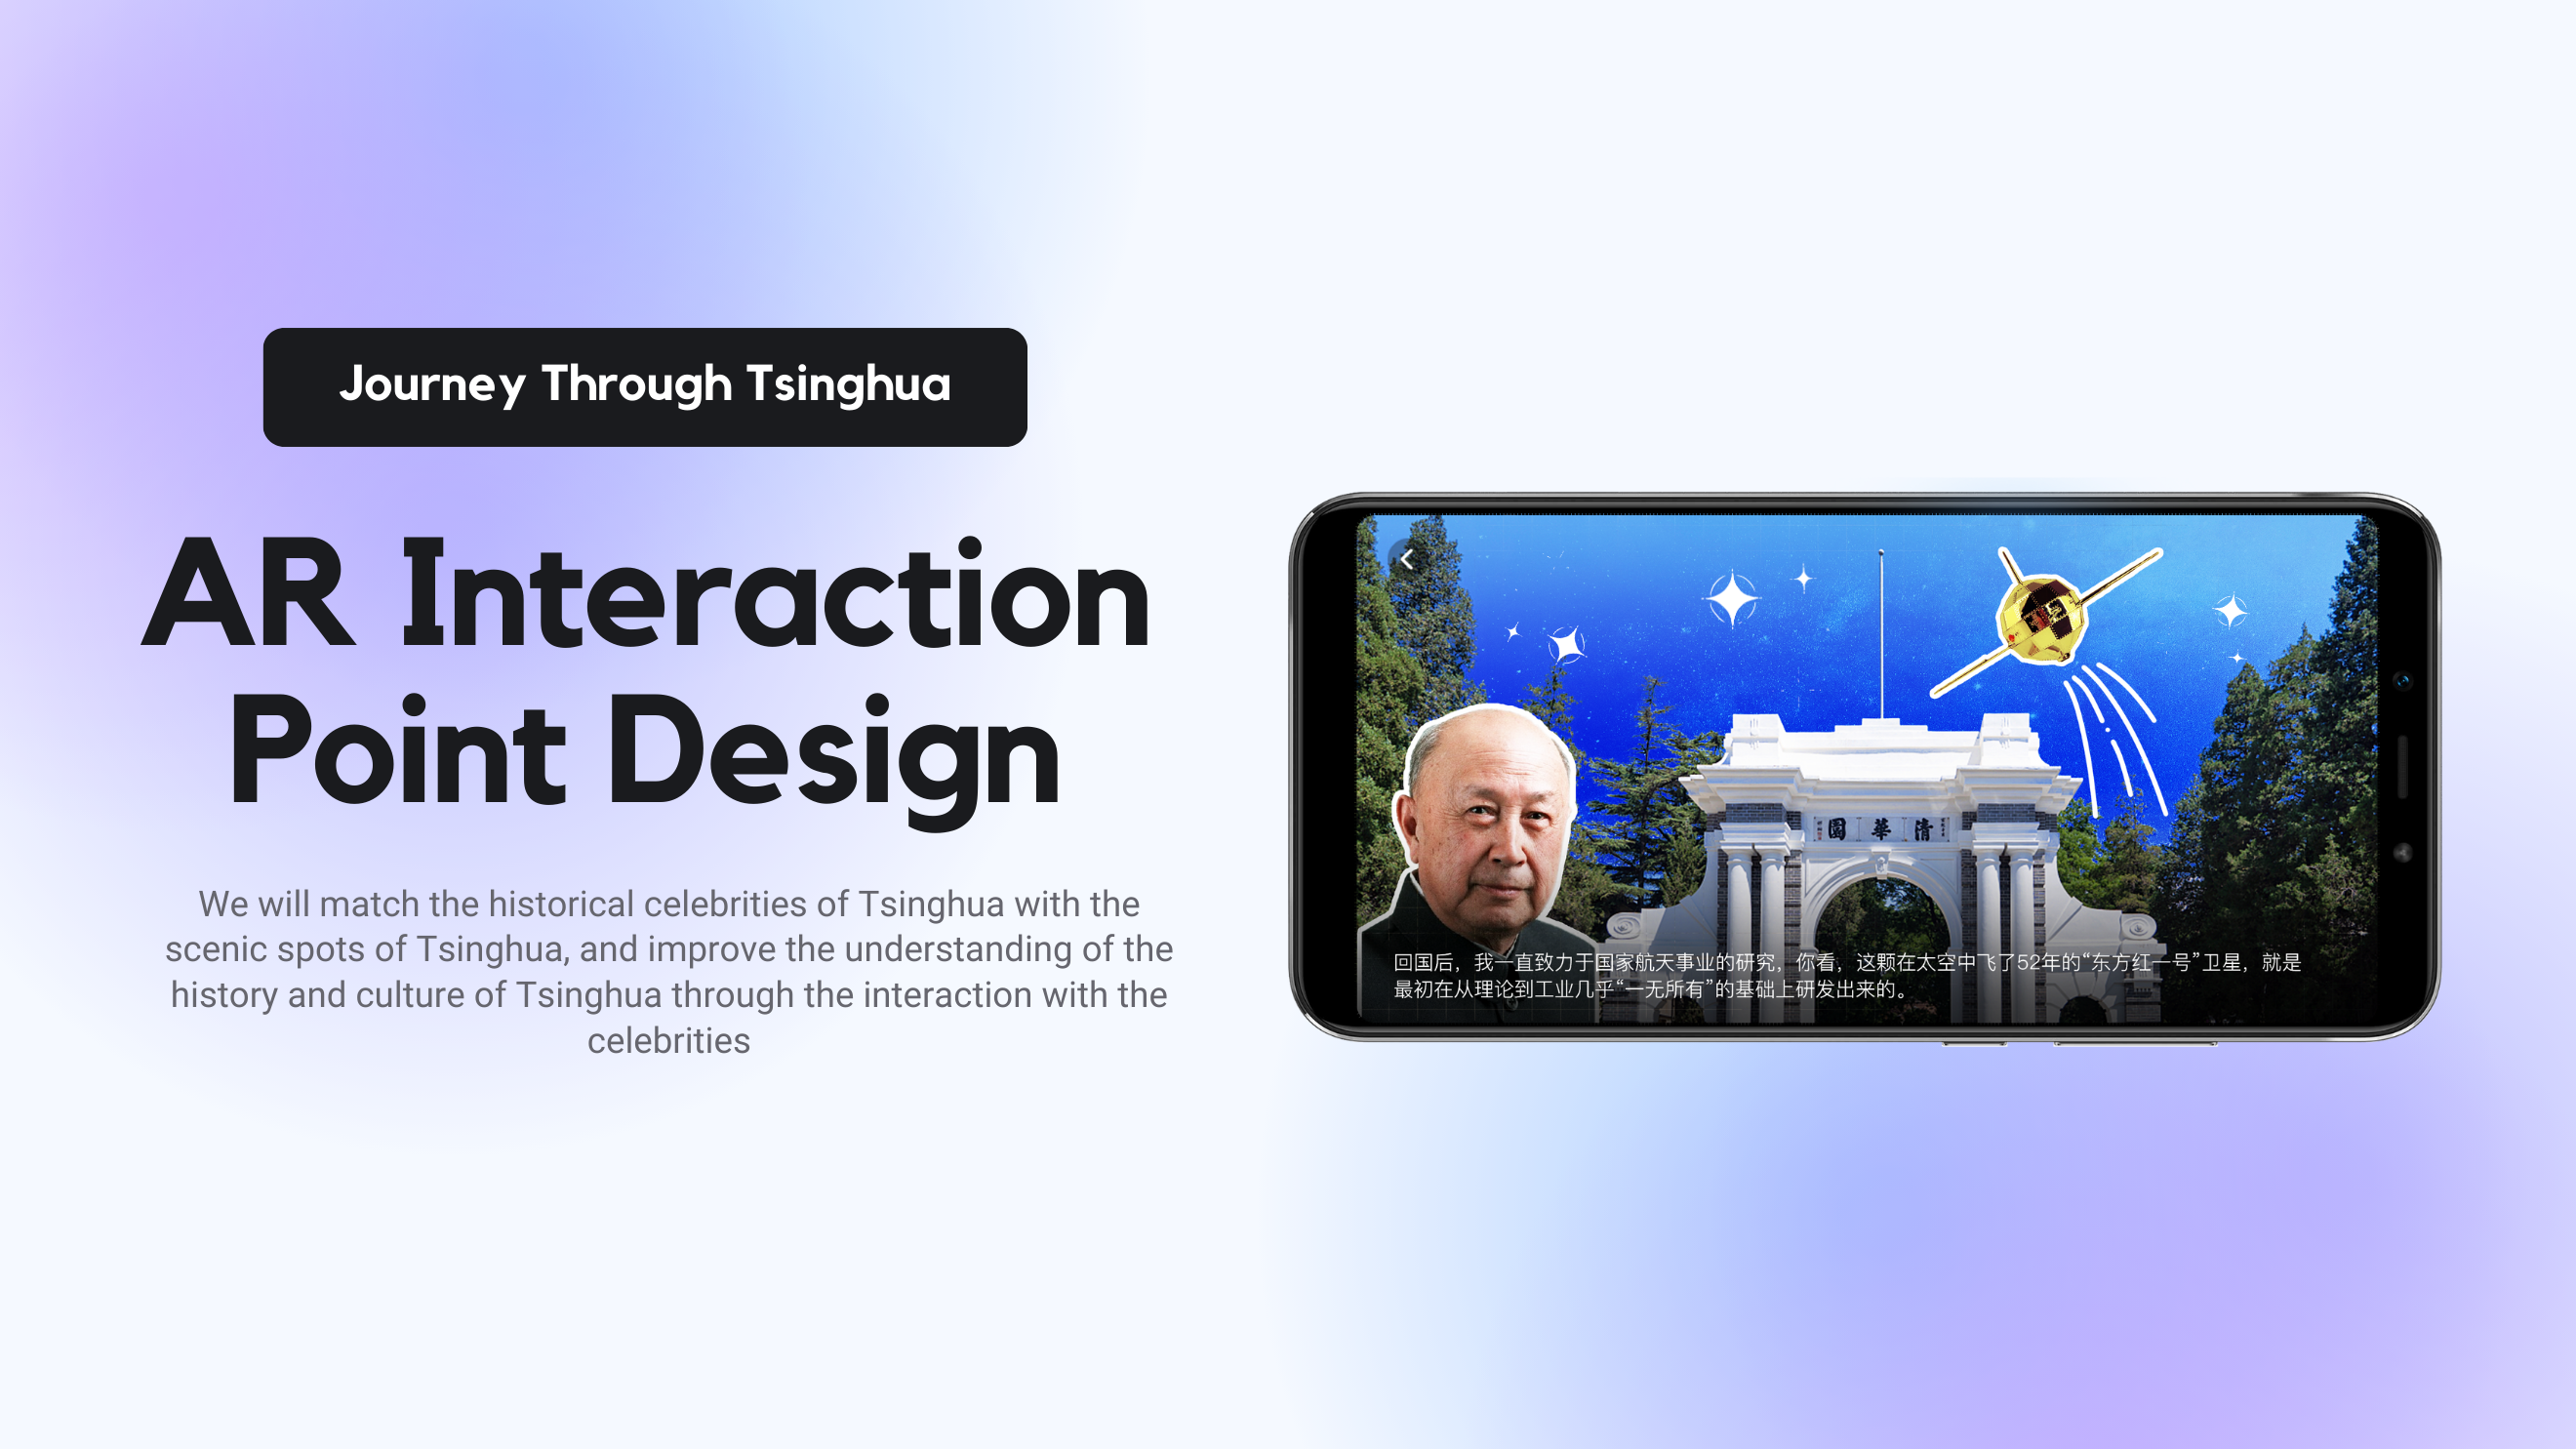 Journey Through Tsinghua
AR Interaction
Point Design
We will match the historical celebrities of Tsinghua with the
scenic spots of Tsinghua, and improve the understanding of the
history and culture of Tsinghua through the interaction with the
celebrities
園華清
回国后，我一直致力于国家航天事业的研究，你看，这颗在太空中飞了52年的“东方红一号”卫星，就是
最初在从理论到工业几乎“一无所有”的基础上研发出来的。